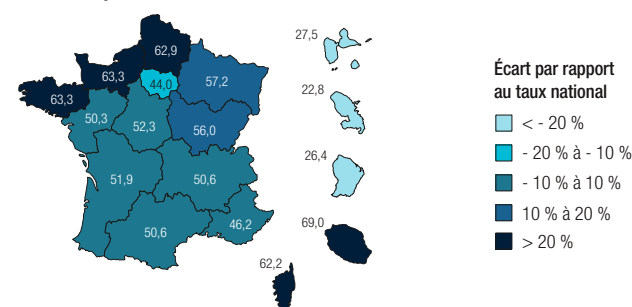 27,5
62,9
Écart par rapport
au taux national
63,3
44,0
57,2
22,8
< - 20 %
63,3
50,3
52,3
56,0
- 20 % à - 10 %
26,4
- 10 % à 10 %
51,9
50,6
10 % à 20 %
46,2
69,0
50,6
> 20 %
62,2